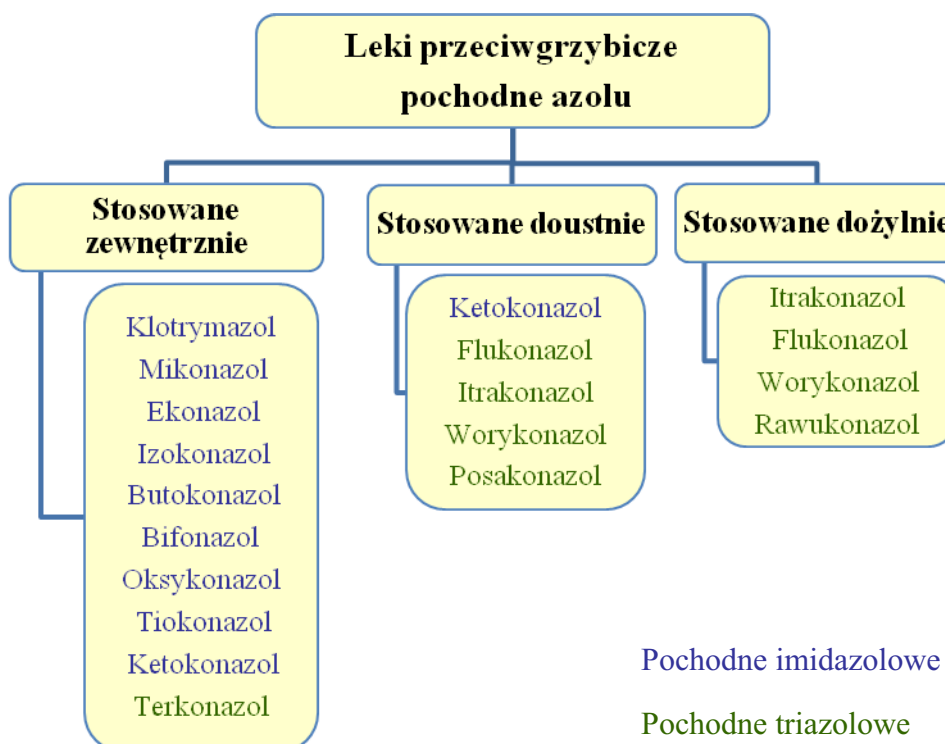 Leki przeciwgrzybicze
pochodne azolu
Stosowane
zewnętrznie
Klotrymazol
Mikonazol
Ekonazol
Izokonazol
Butokonazol
Bifonazol
Oksykonazol
Tiokonazol
Ketokonazol
Terkonazol
Stosowane doustnie
Ketokonazol
Flukonazol
Itrakonazol
Worykonazol
Posakonazol
Stosowane dożylnie
Itrakonazol
Flukonazol
Worykonazol
Rawukonazol
Pochodne imidazolowe
Pochodne triazolowe